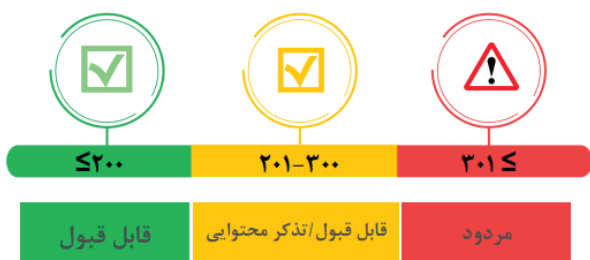 ≥۲۰۰
۲۰۱-۳۰۰
۳۰۱ ≤
قابل قبول
قابل قبول/تذکر محتوایی
مردود